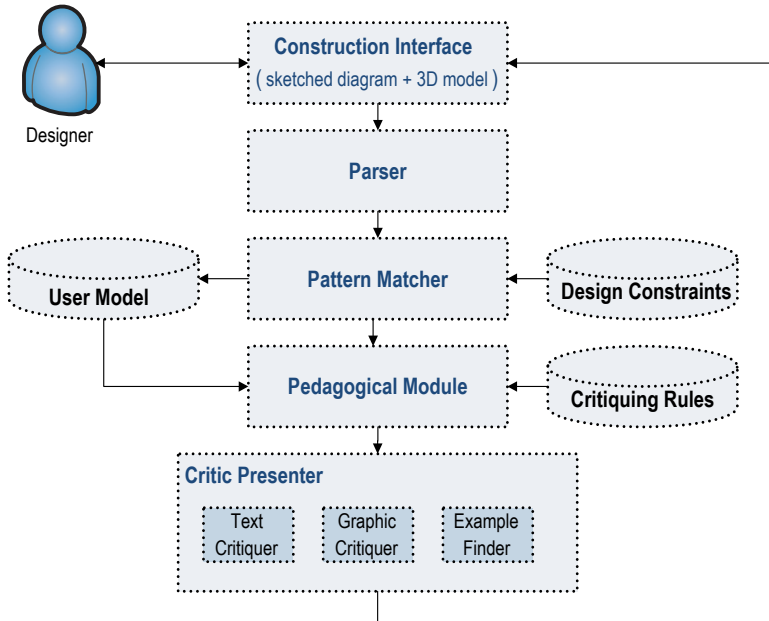 Construction Interface
( sketched diagram + 3D model )
Designer
Parser
Pattern Matcher
User Model
Design Constraints
Pedagogical Module
Critiquing Rules
Critic Presenter
Text
Critiquer
Graphic
Critiquer
Example
Finder